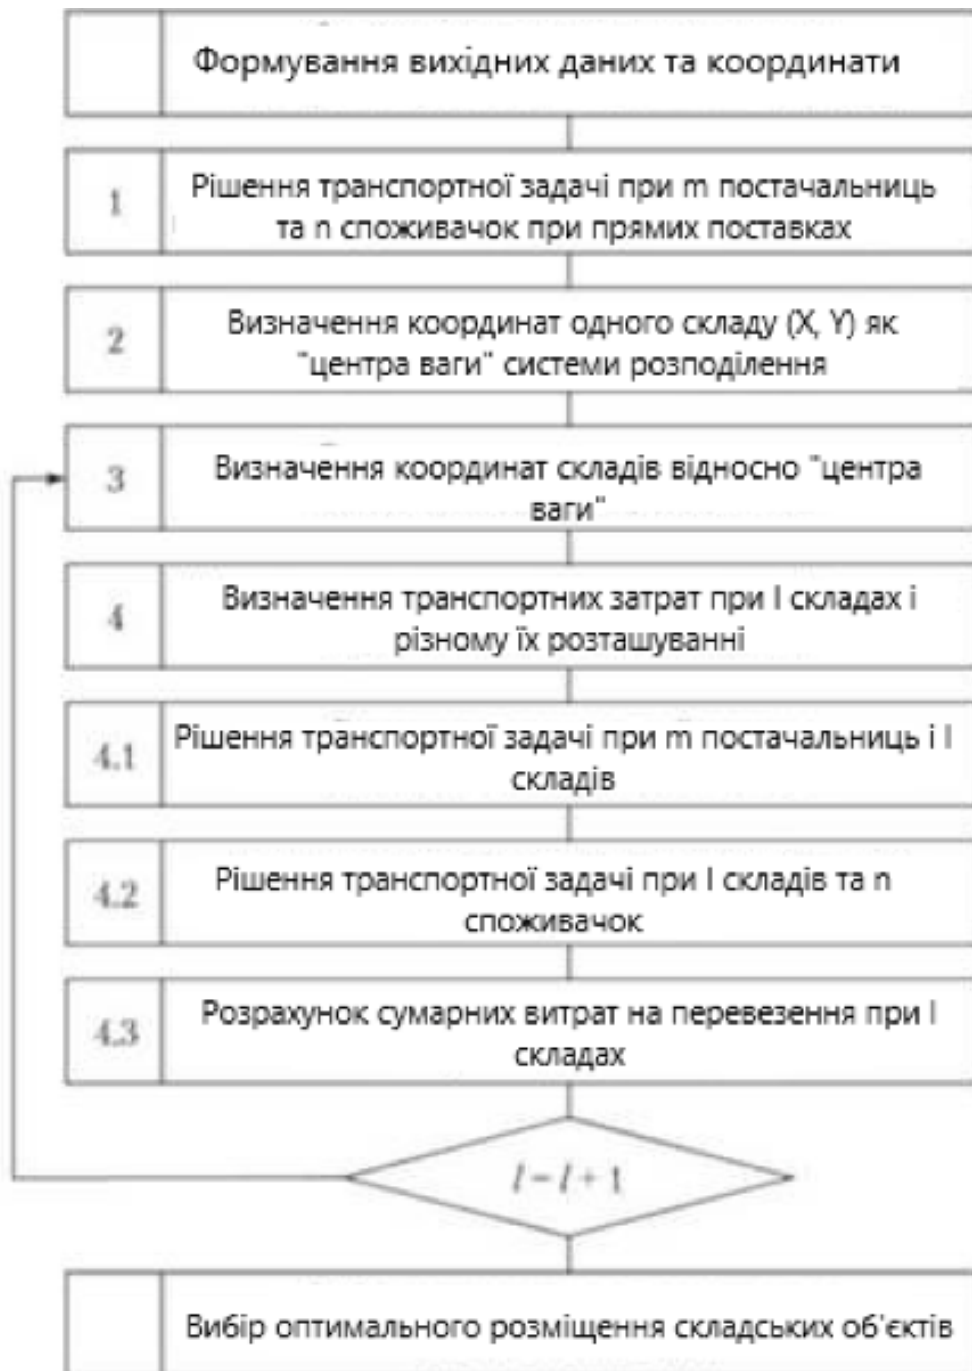 Формування вихідних даних та координати
1
Рішення транспортної задачі при m постачальниць
та n споживачок при прямих поставках
2
Визначення координат одного складу (X, Y) як
"центра ваги" системи розподілення
3
Визначення координат складів відносно "центра
ваги"
4
Визначення транспортних затрат при l складах і
різному їх розташуванні
4.1
Рішення транспортної задачі при m постачальниць і l
складів
4.2
Рішення транспортної задачі при l складів та n
споживачок
4.3
Розрахунок сумарних витрат на перевезення при l
складах
l = l + 1
Вибір оптимального розміщення складських об'єктів